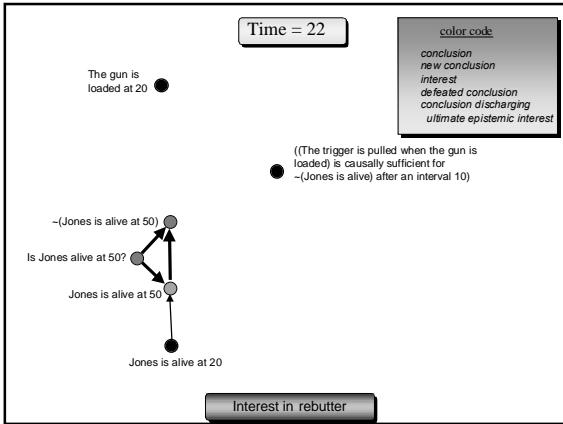 Time = 22
color code
conclusion
new conclusion
interest
defeated conclusion
conclusion discharging
ultimate epistemic interest
The gun is
loaded at 20
((The trigger is pulled when the gun is
loaded) is causally sufficient for
~(Jones is alive) after an interval 10)
~(Jones is alive at 50)
Is Jones alive at 50?
Jones is alive at 50
Jones is alive at 20
Interest in rebutter